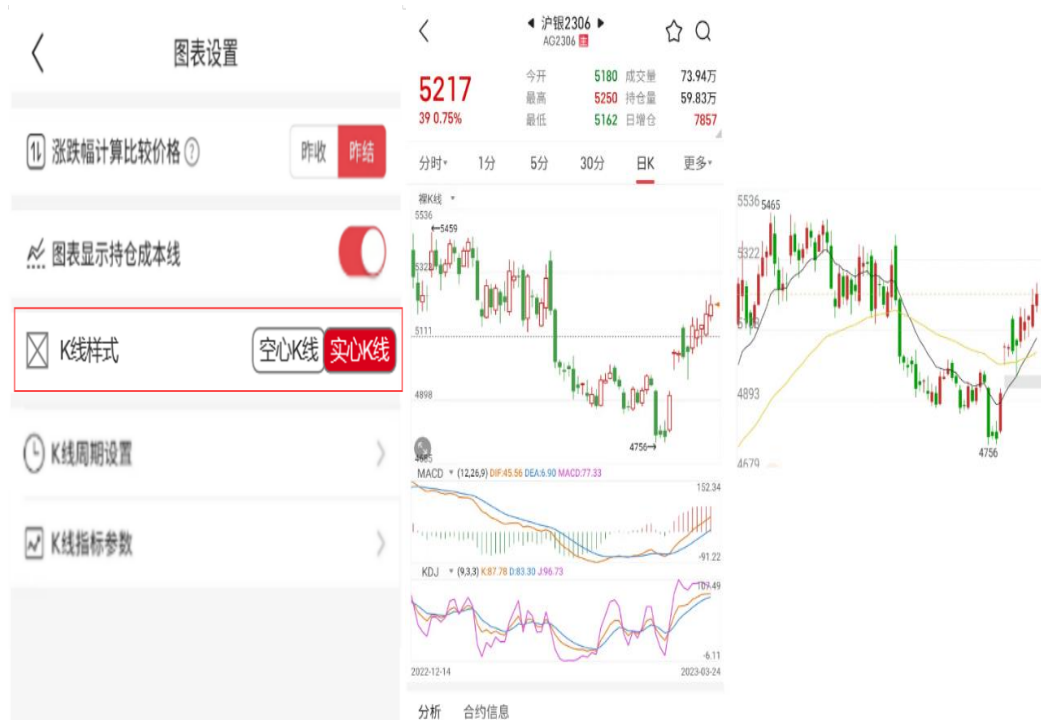 图表设置
涨跌幅计算比较价格 ?
昨收 昨结
图表显示持仓成本线
K线样式
空心K线 实心K线
K线周期设置
K线指标参数
沪银2306
AG2306 主
5217
39 0.75%
今开 5180 成交量 73.94万
最高 5250 持仓量 59.83万
最低 5162 日增仓 7857
分时 1分 5分 30分 日K 更多
裸K线
5536
←5459
5322
5111
4898
4756→
4685
MACD (12,26,9) DIF:45.56 DEA:6.90 MACD:77.33
152.34
-91.22
KDJ (9,3,3) K:87.78 D:83.30 J:96.73
107.49
-6.11
2022-12-14 2023-03-24
分析 合约信息
5536 5465
5322
4893
4756
4679